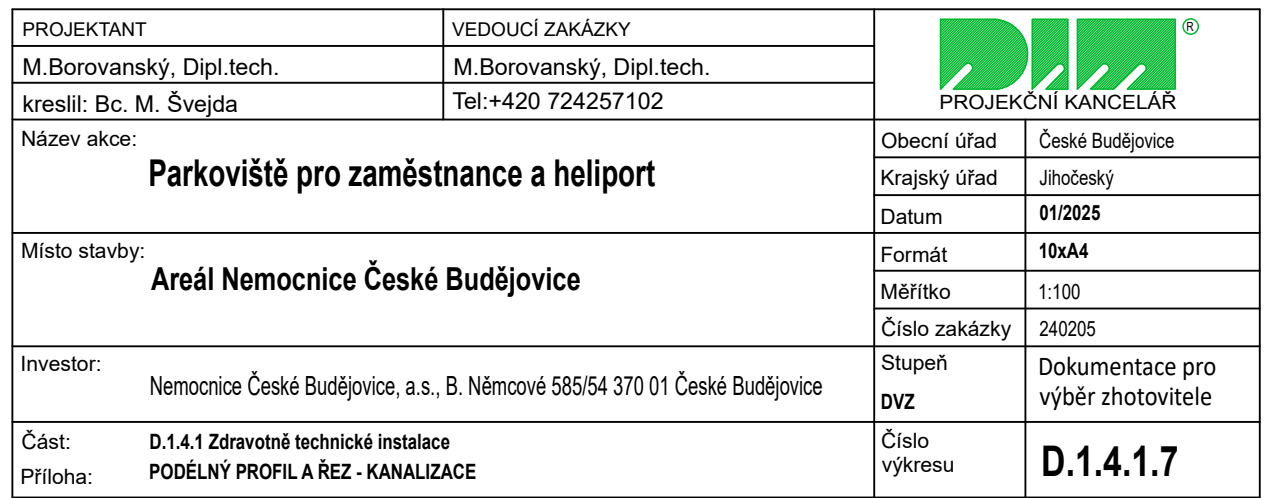 PROJEKTANT
VEDOUCÍ ZAKÁZKY
M.Borovanský, Dipl.tech.
M.Borovanský, Dipl.tech.
kreslil: Bc. M. Švejda
Tel:+420 724257102
DIM ®
PROJEKČNÍ KANCELÁŘ
Název akce:
Parkoviště pro zaměstnance a heliport
Obecní úřad
České Budějovice
Krajský úřad
Jihočeský
Datum
01/2025
Místo stavby:
Areál Nemocnice České Budějovice
Formát
10xA4
Měřítko
1:100
Číslo zakázky
240205
Investor:
Nemocnice České Budějovice, a.s., B. Němcové 585/54 370 01 České Budějovice
Stupeň
DVZ
Dokumentace pro
výběr zhotovitele
Část:
D.1.4.1 Zdravotně technické instalace
Příloha:
PODÉLNÝ PROFIL A ŘEZ - KANALIZACE
Číslo
výkresu
D.1.4.1.7